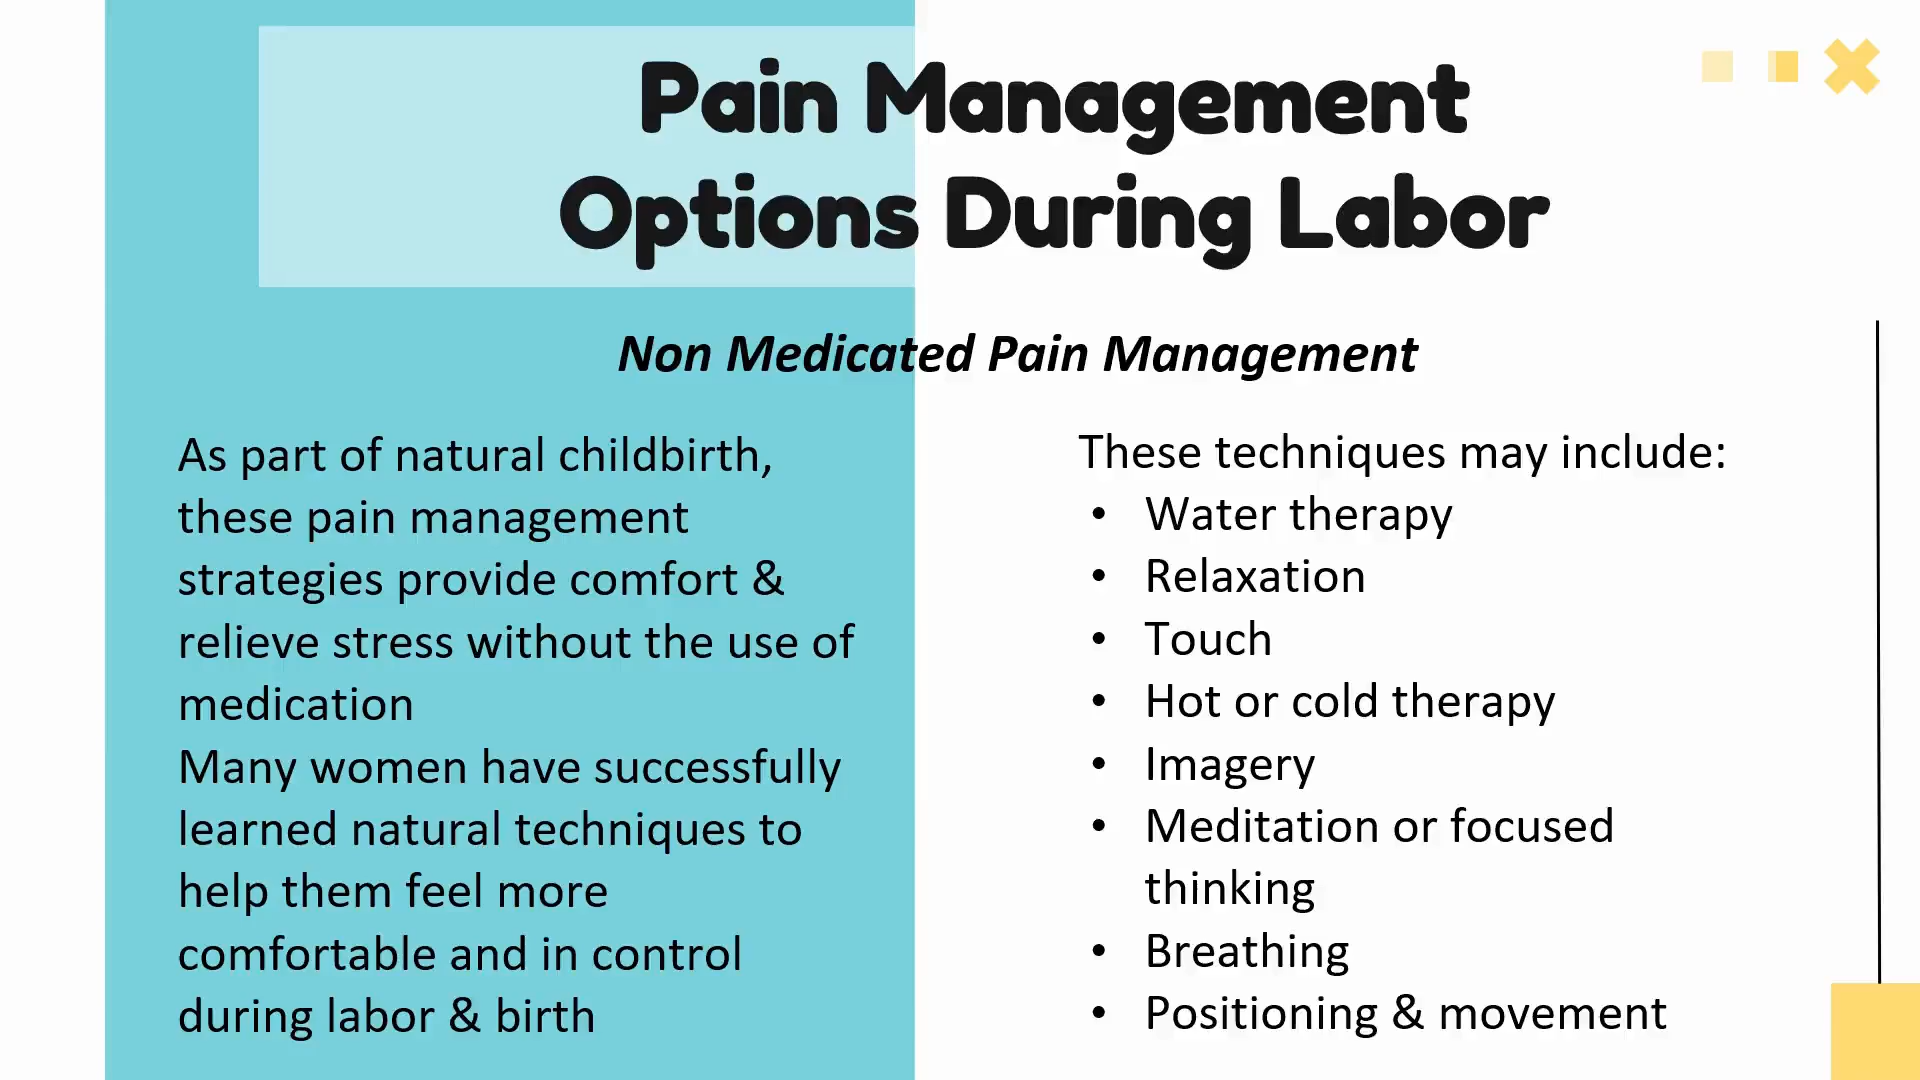 Pain Management
Options During Labor
Non Medicated Pain Management
As part of natural childbirth,
these pain management
strategies provide comfort &
relieve stress without the use of
medication
Many women have successfully
learned natural techniques to
help them feel more
comfortable and in control
during labor & birth
These techniques may include:
• Water therapy
• Relaxation
• Touch
• Hot or cold therapy
• Imagery
• Meditation or focused
thinking
• Breathing
• Positioning & movement